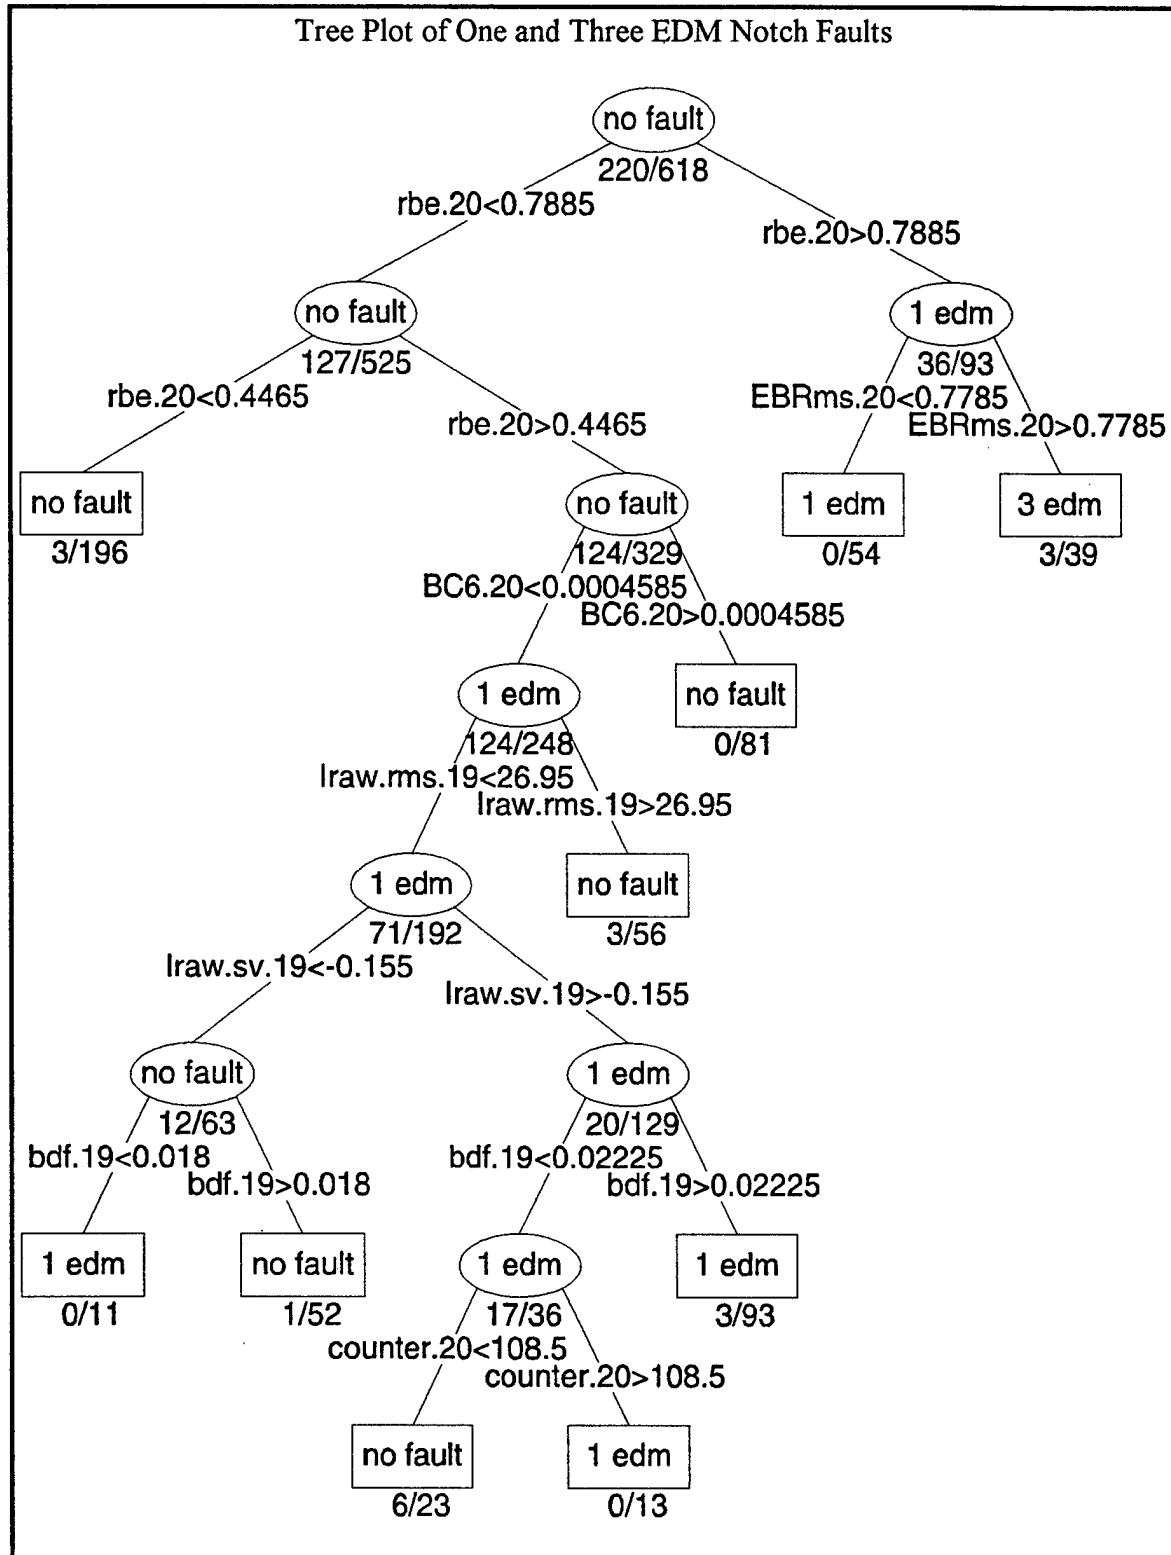 Tree Plot of One and Three EDM Notch Faults
no fault
220/618
rbe.20<0.7885
rbe.20>0.7885
no fault
127/525
1 edm
36/93
rbe.20<0.4465
rbe.20>0.4465
EBRms.20<0.7785
EBRms.20>0.7785
no fault
3/196
no fault
124/329
1 edm
0/54
3 edm
3/39
BC6.20<0.0004585
BC6.20>0.0004585
1 edm
124/248
no fault
0/81
lraw.rms.19<26.95
lraw.rms.19>26.95
1 edm
71/192
no fault
3/56
lraw.sv.19<-0.155
lraw.sv.19>-0.155
no fault
12/63
1 edm
20/129
bdf.19<0.018
bdf.19>0.018
bdf.19<0.02225
bdf.19>0.02225
1 edm
0/11
no fault
1/52
1 edm
17/36
1 edm
3/93
counter.20<108.5
counter.20>108.5
no fault
6/23
1 edm
0/13